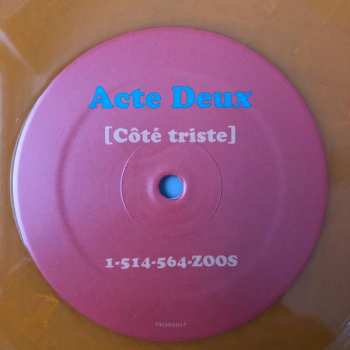 Acte Deux
[Côté triste]
1-514-564-ZOOS